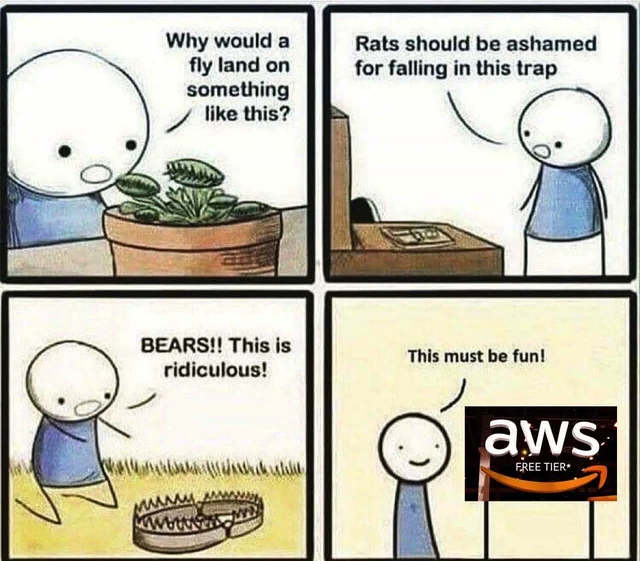 Why would a
fly land on
something
like this?
Rats should be ashamed
for falling in this trap
BEARS!! This is
ridiculous!
This must be fun!
aws
FREE TIER*